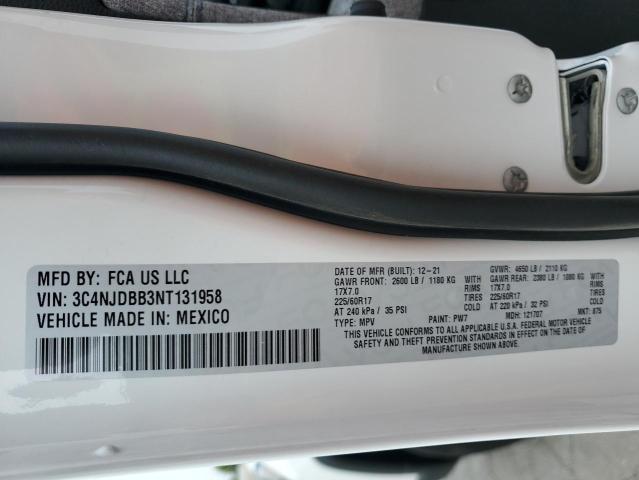 MFD BY: FCA US LLC
VIN: 3C4NJDBB3NT131958
VEHICLE MADE IN: MEXICO
DATE OF MFR (BUILT): 12-21
GAWR FRONT: 2600 LB / 1180 KG WITH
17X7.0 RIMS
225/60R17 TIRES
AT 240 kPa / 35 PSI COLD
TYPE: MPV PAINT: PW7
GVWR: 4650 LB / 2110 KG
GAWR REAR: 2380 LB / 1080 KG WITH
17X7.0 RIMS
225/60R17 TIRES
AT 220 kPa / 32 PSI COLD
MDH: 121707 MKT: 875
THIS VEHICLE CONFORMS TO ALL APPLICABLE U.S.A. FEDERAL MOTOR VEHICLE
SAFETY AND THEFT PREVENTION STANDARDS IN EFFECT ON THE DATE OF
MANUFACTURE SHOWN ABOVE.